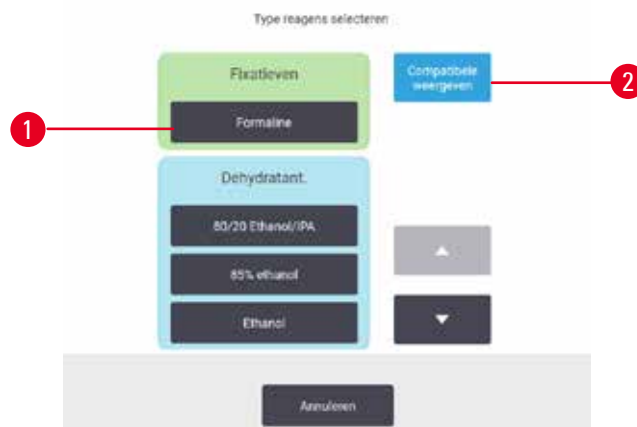 Type reagens selecteren
Fixatieven
Compatibele
weergeven
2
1
Formaline
Dehydratant.
80/20 Ethanol/IPA
85% ethanol
Ethanol
Annuleren